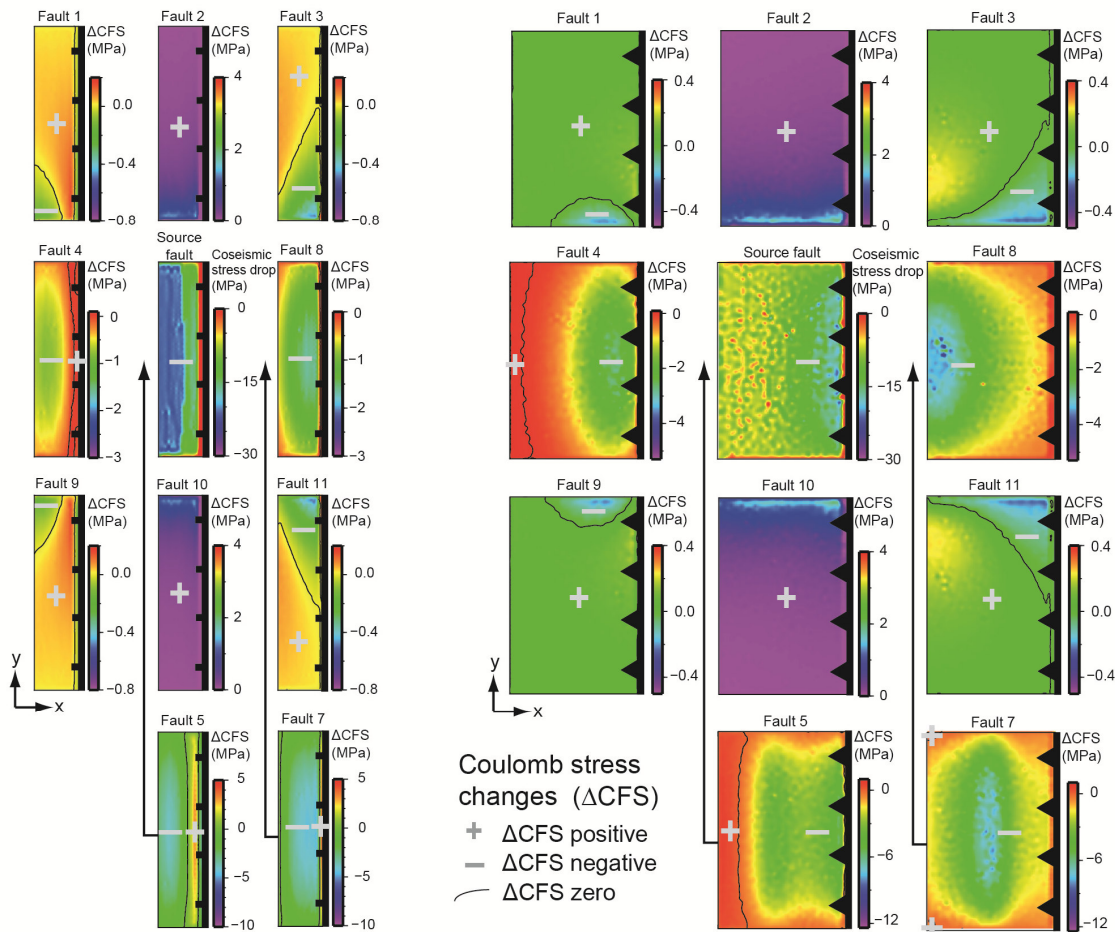 Fault 1
Fault 2
Fault 3
ΔCFS
(MPa)
0.0
−0.4
−0.8
ΔCFS
(MPa)
4
3
2
1
0
ΔCFS
(MPa)
0.0
−0.4
−0.8
Fault 4
Source
fault
Fault 8
ΔCFS
(MPa)
0
−1
−2
−3
Coseismic
stress drop
(MPa)
0
−15
−30
ΔCFS
(MPa)
0
−1
−2
−3
Fault 9
Fault 10
Fault 11
ΔCFS
(MPa)
0.0
−0.4
−0.8
ΔCFS
(MPa)
4
3
2
1
0
ΔCFS
(MPa)
0.0
−0.4
−0.8
y
x
Fault 5
Fault 7
ΔCFS
(MPa)
5
0
−5
−10
ΔCFS
(MPa)
5
0
−5
−10
Fault 1
Fault 2
Fault 3
ΔCFS
(MPa)
0.4
0.0
−0.4
ΔCFS
(MPa)
4
2
0
ΔCFS
(MPa)
0.4
0.0
−0.4
Fault 4
Source fault
Fault 8
ΔCFS
(MPa)
0
−2
−4
Coseismic
stress drop
(MPa)
0
−15
−30
ΔCFS
(MPa)
0
−2
−4
Fault 9
Fault 10
Fault 11
ΔCFS
(MPa)
0.4
0.0
−0.4
ΔCFS
(MPa)
4
2
0
ΔCFS
(MPa)
0.4
0.0
−0.4
y
x
Fault 5
Fault 7
ΔCFS
(MPa)
0
−6
−12
ΔCFS
(MPa)
0
−6
−12
Coulomb stress
changes (ΔCFS)
+ ΔCFS positive
− ΔCFS negative
ΔCFS zero